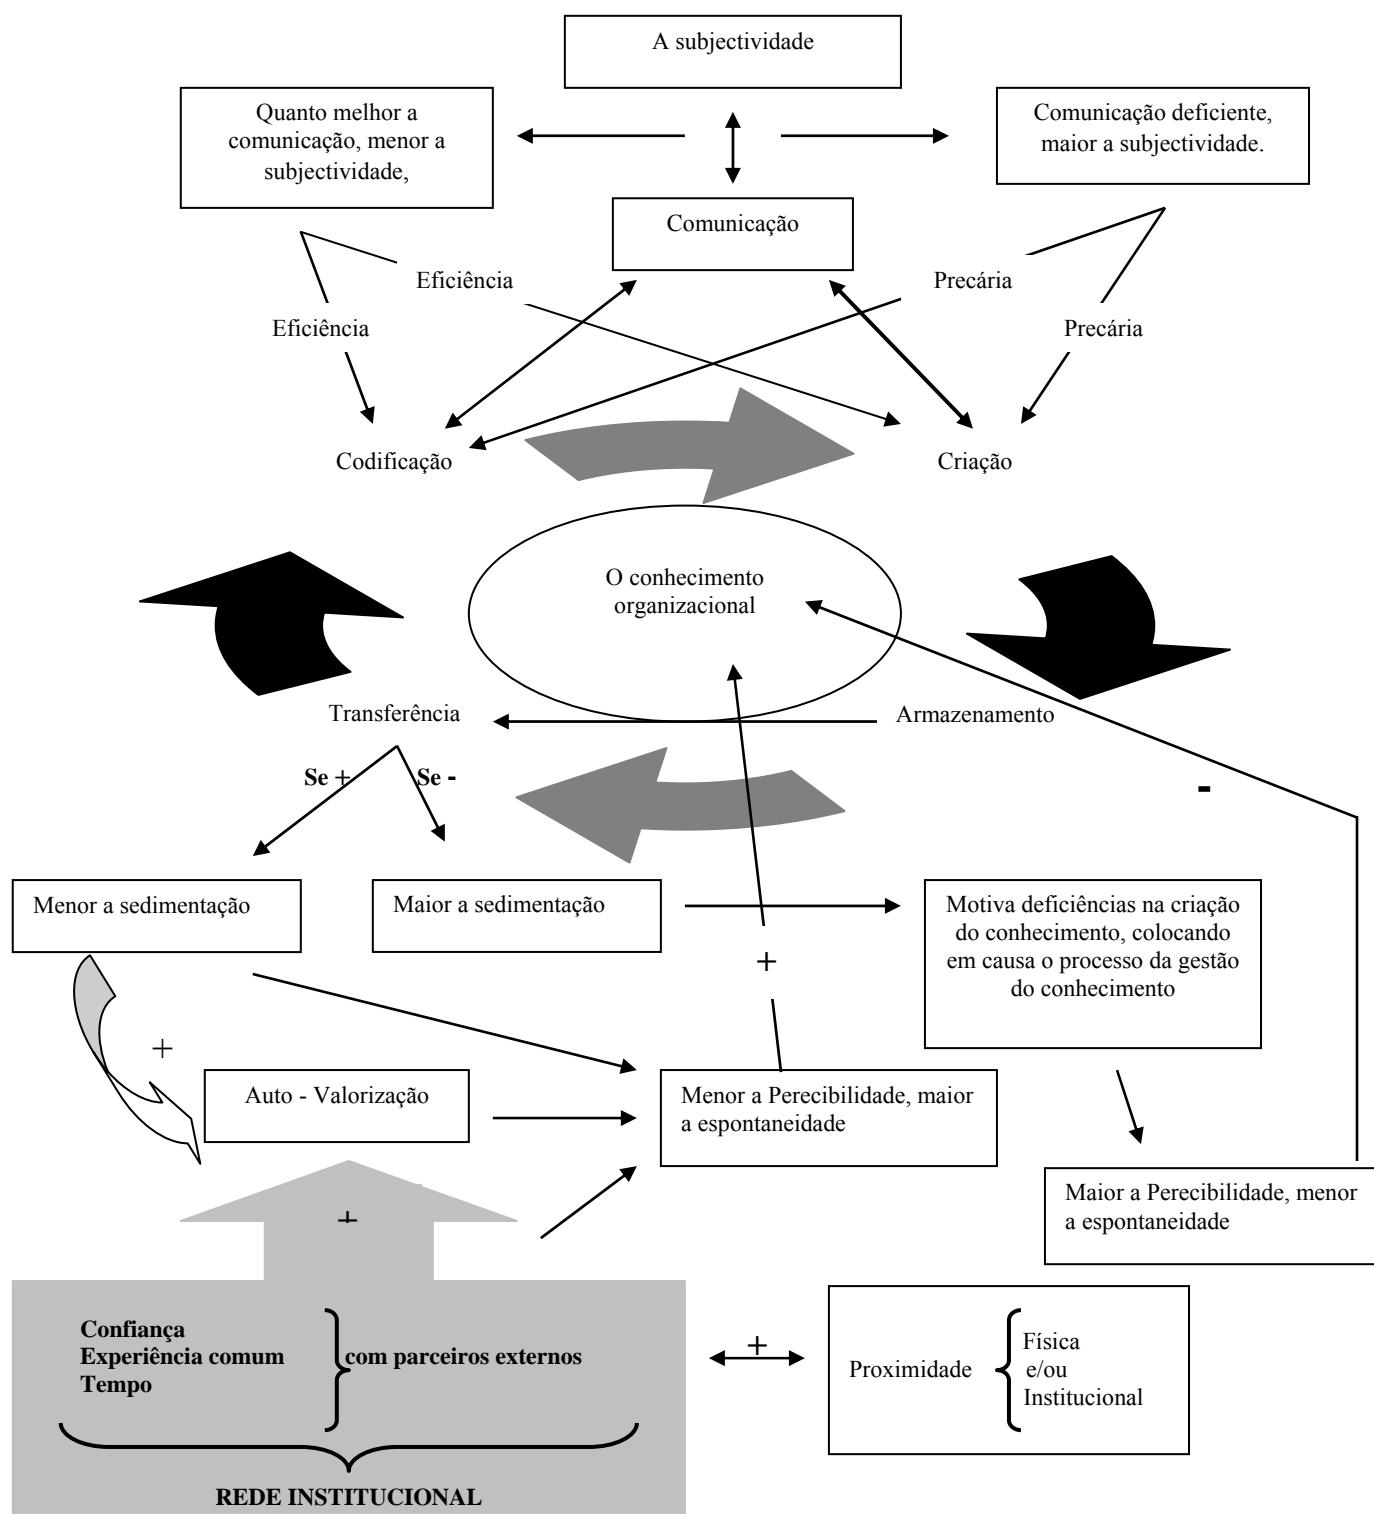 A subjectividade
Quanto melhor a
comunicação, menor a
subjectividade,
Comunicação deficiente,
maior a subjectividade.
Comunicação
Eficiência
Precária
Eficiência
Precária
Codificação
Criação
O conhecimento
organizacional
Transferência
Armazenamento
Se +
Se -
-
Menor a sedimentação
Maior a sedimentação
Motiva deficiências na criação
do conhecimento, colocando
em causa o processo da gestão
do conhecimento
+
+
Auto - Valorização
Menor a Perecibilidade, maior
a espontaneidade
Maior a Perecibilidade, menor
a espontaneidade
+
Confiança
Experiência comum
Tempo
com parceiros externos
+
Proximidade
Física
e/ou
Institucional
REDE INSTITUCIONAL